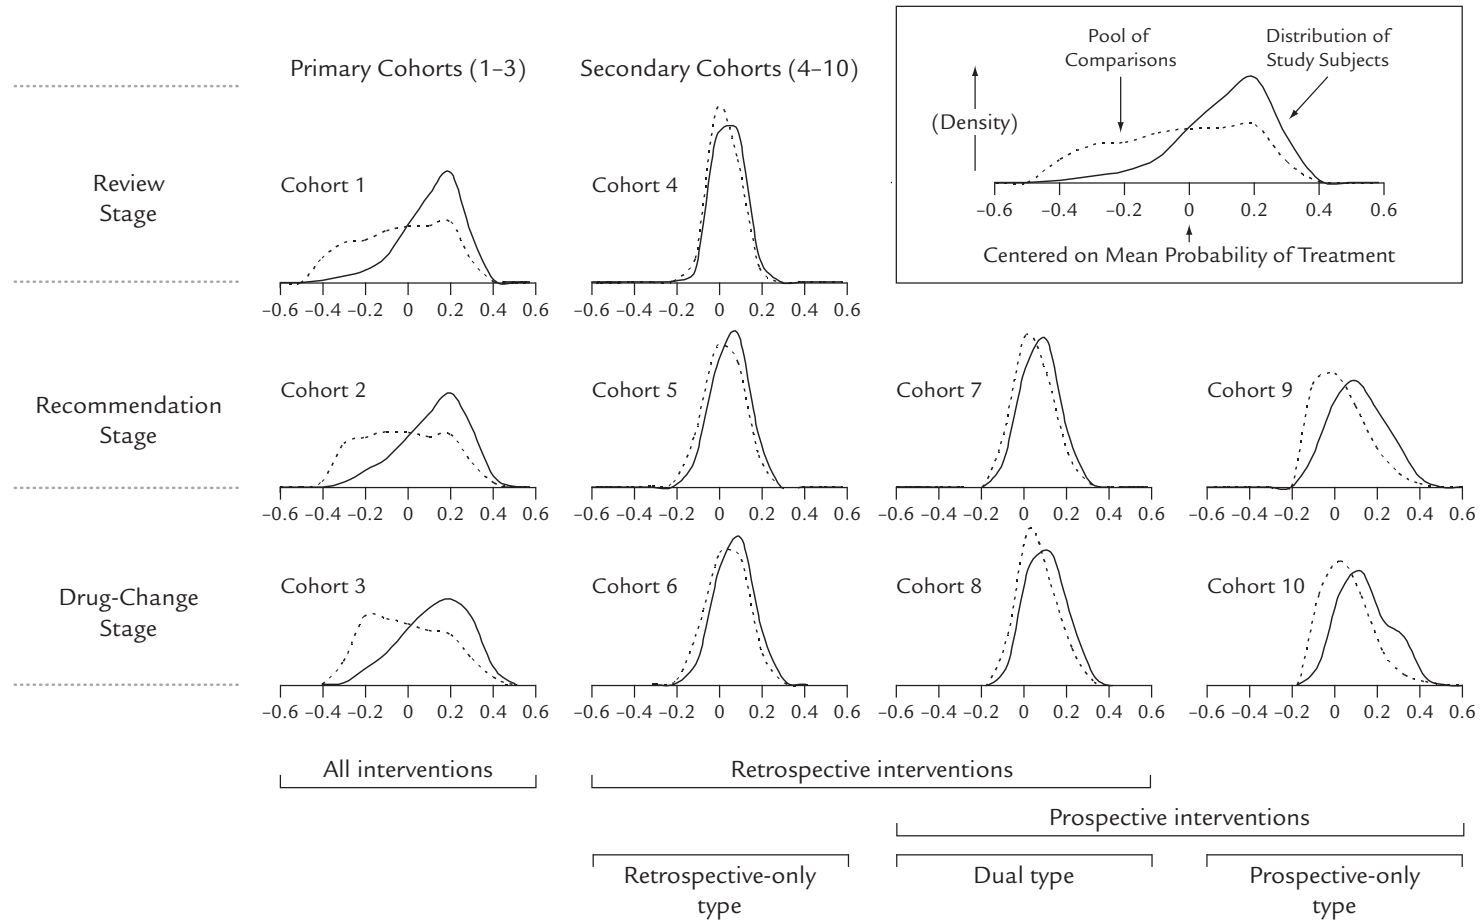 Primary Cohorts (1–3)
Secondary Cohorts (4–10)
Pool of
Comparisons
Distribution of
Study Subjects
(Density)
–0.6 –0.4 –0.2 0 0.2 0.4 0.6
Centered on Mean Probability of Treatment
Review
Stage
Cohort 1
–0.6 –0.4 –0.2 0 0.2 0.4 0.6
Cohort 4
–0.6 –0.4 –0.2 0 0.2 0.4 0.6
Recommendation
Stage
Cohort 2
–0.6 –0.4 –0.2 0 0.2 0.4 0.6
Cohort 5
–0.6 –0.4 –0.2 0 0.2 0.4 0.6
Cohort 7
–0.6 –0.4 –0.2 0 0.2 0.4 0.6
Cohort 9
–0.6 –0.4 –0.2 0 0.2 0.4 0.6
Drug-Change
Stage
Cohort 3
–0.6 –0.4 –0.2 0 0.2 0.4 0.6
Cohort 6
–0.6 –0.4 –0.2 0 0.2 0.4 0.6
Cohort 8
–0.6 –0.4 –0.2 0 0.2 0.4 0.6
Cohort 10
–0.6 –0.4 –0.2 0 0.2 0.4 0.6
All interventions
Retrospective interventions
Prospective interventions
Retrospective-only
type
Dual type
Prospective-only
type